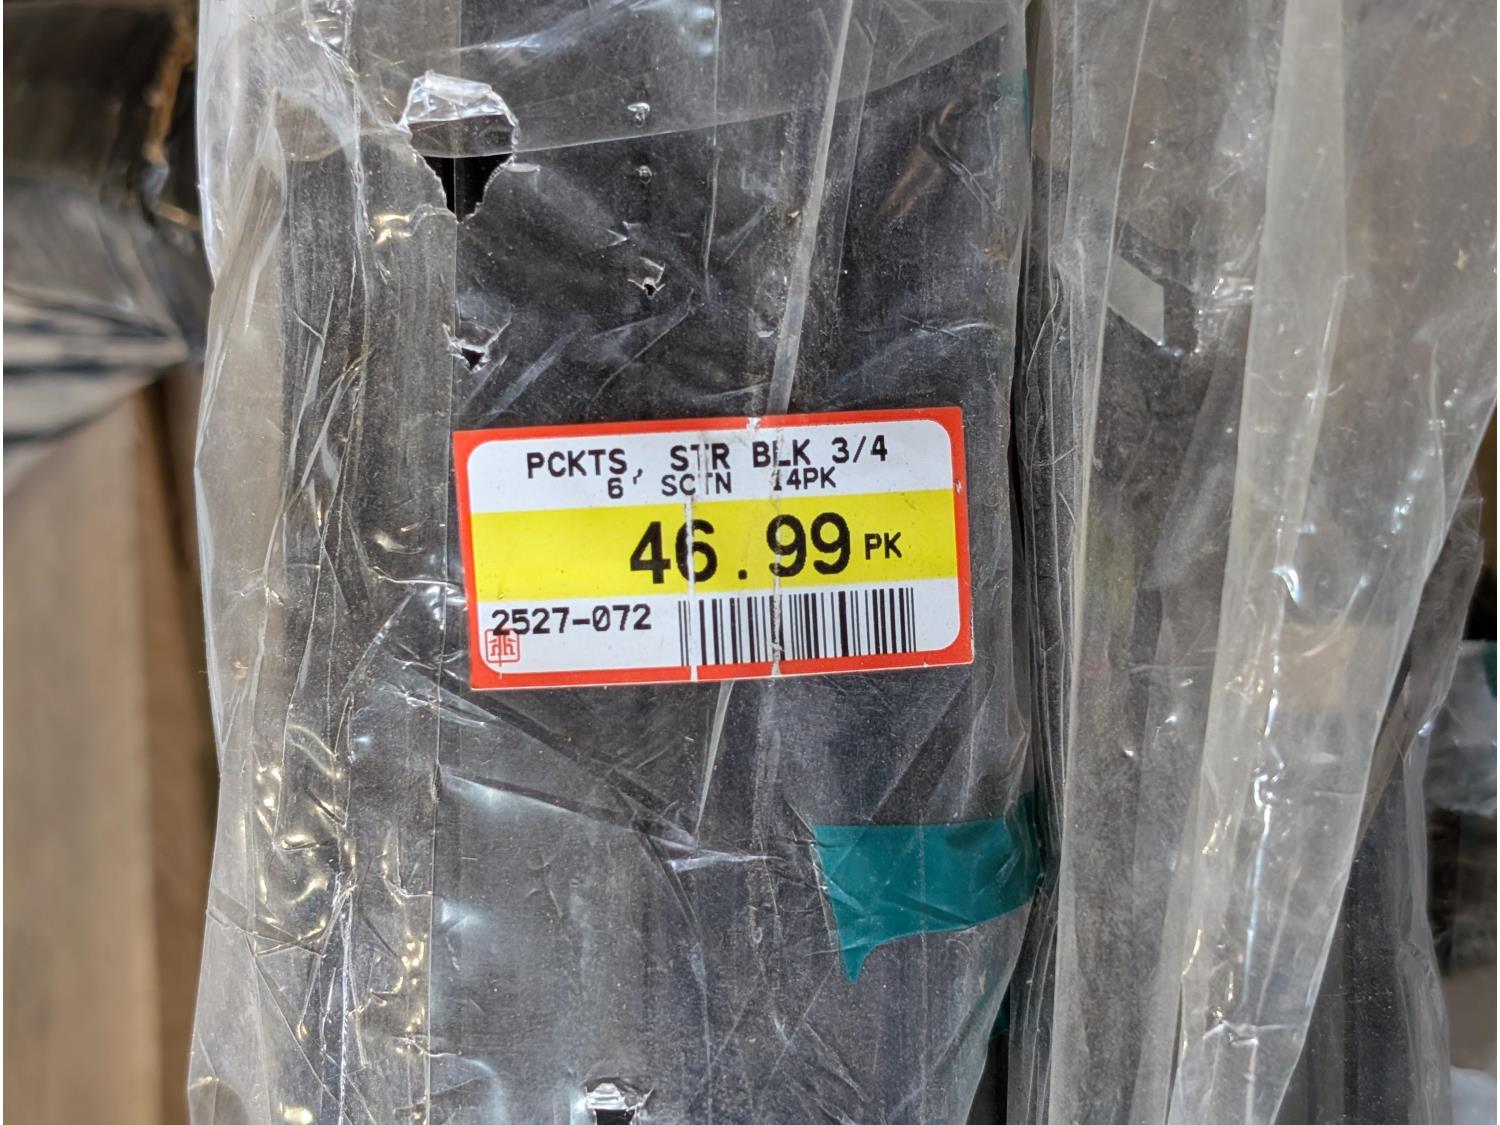 PCKTS, STR BLK 3/4
6' SCTN 14PK
46.99 PK
2527-072